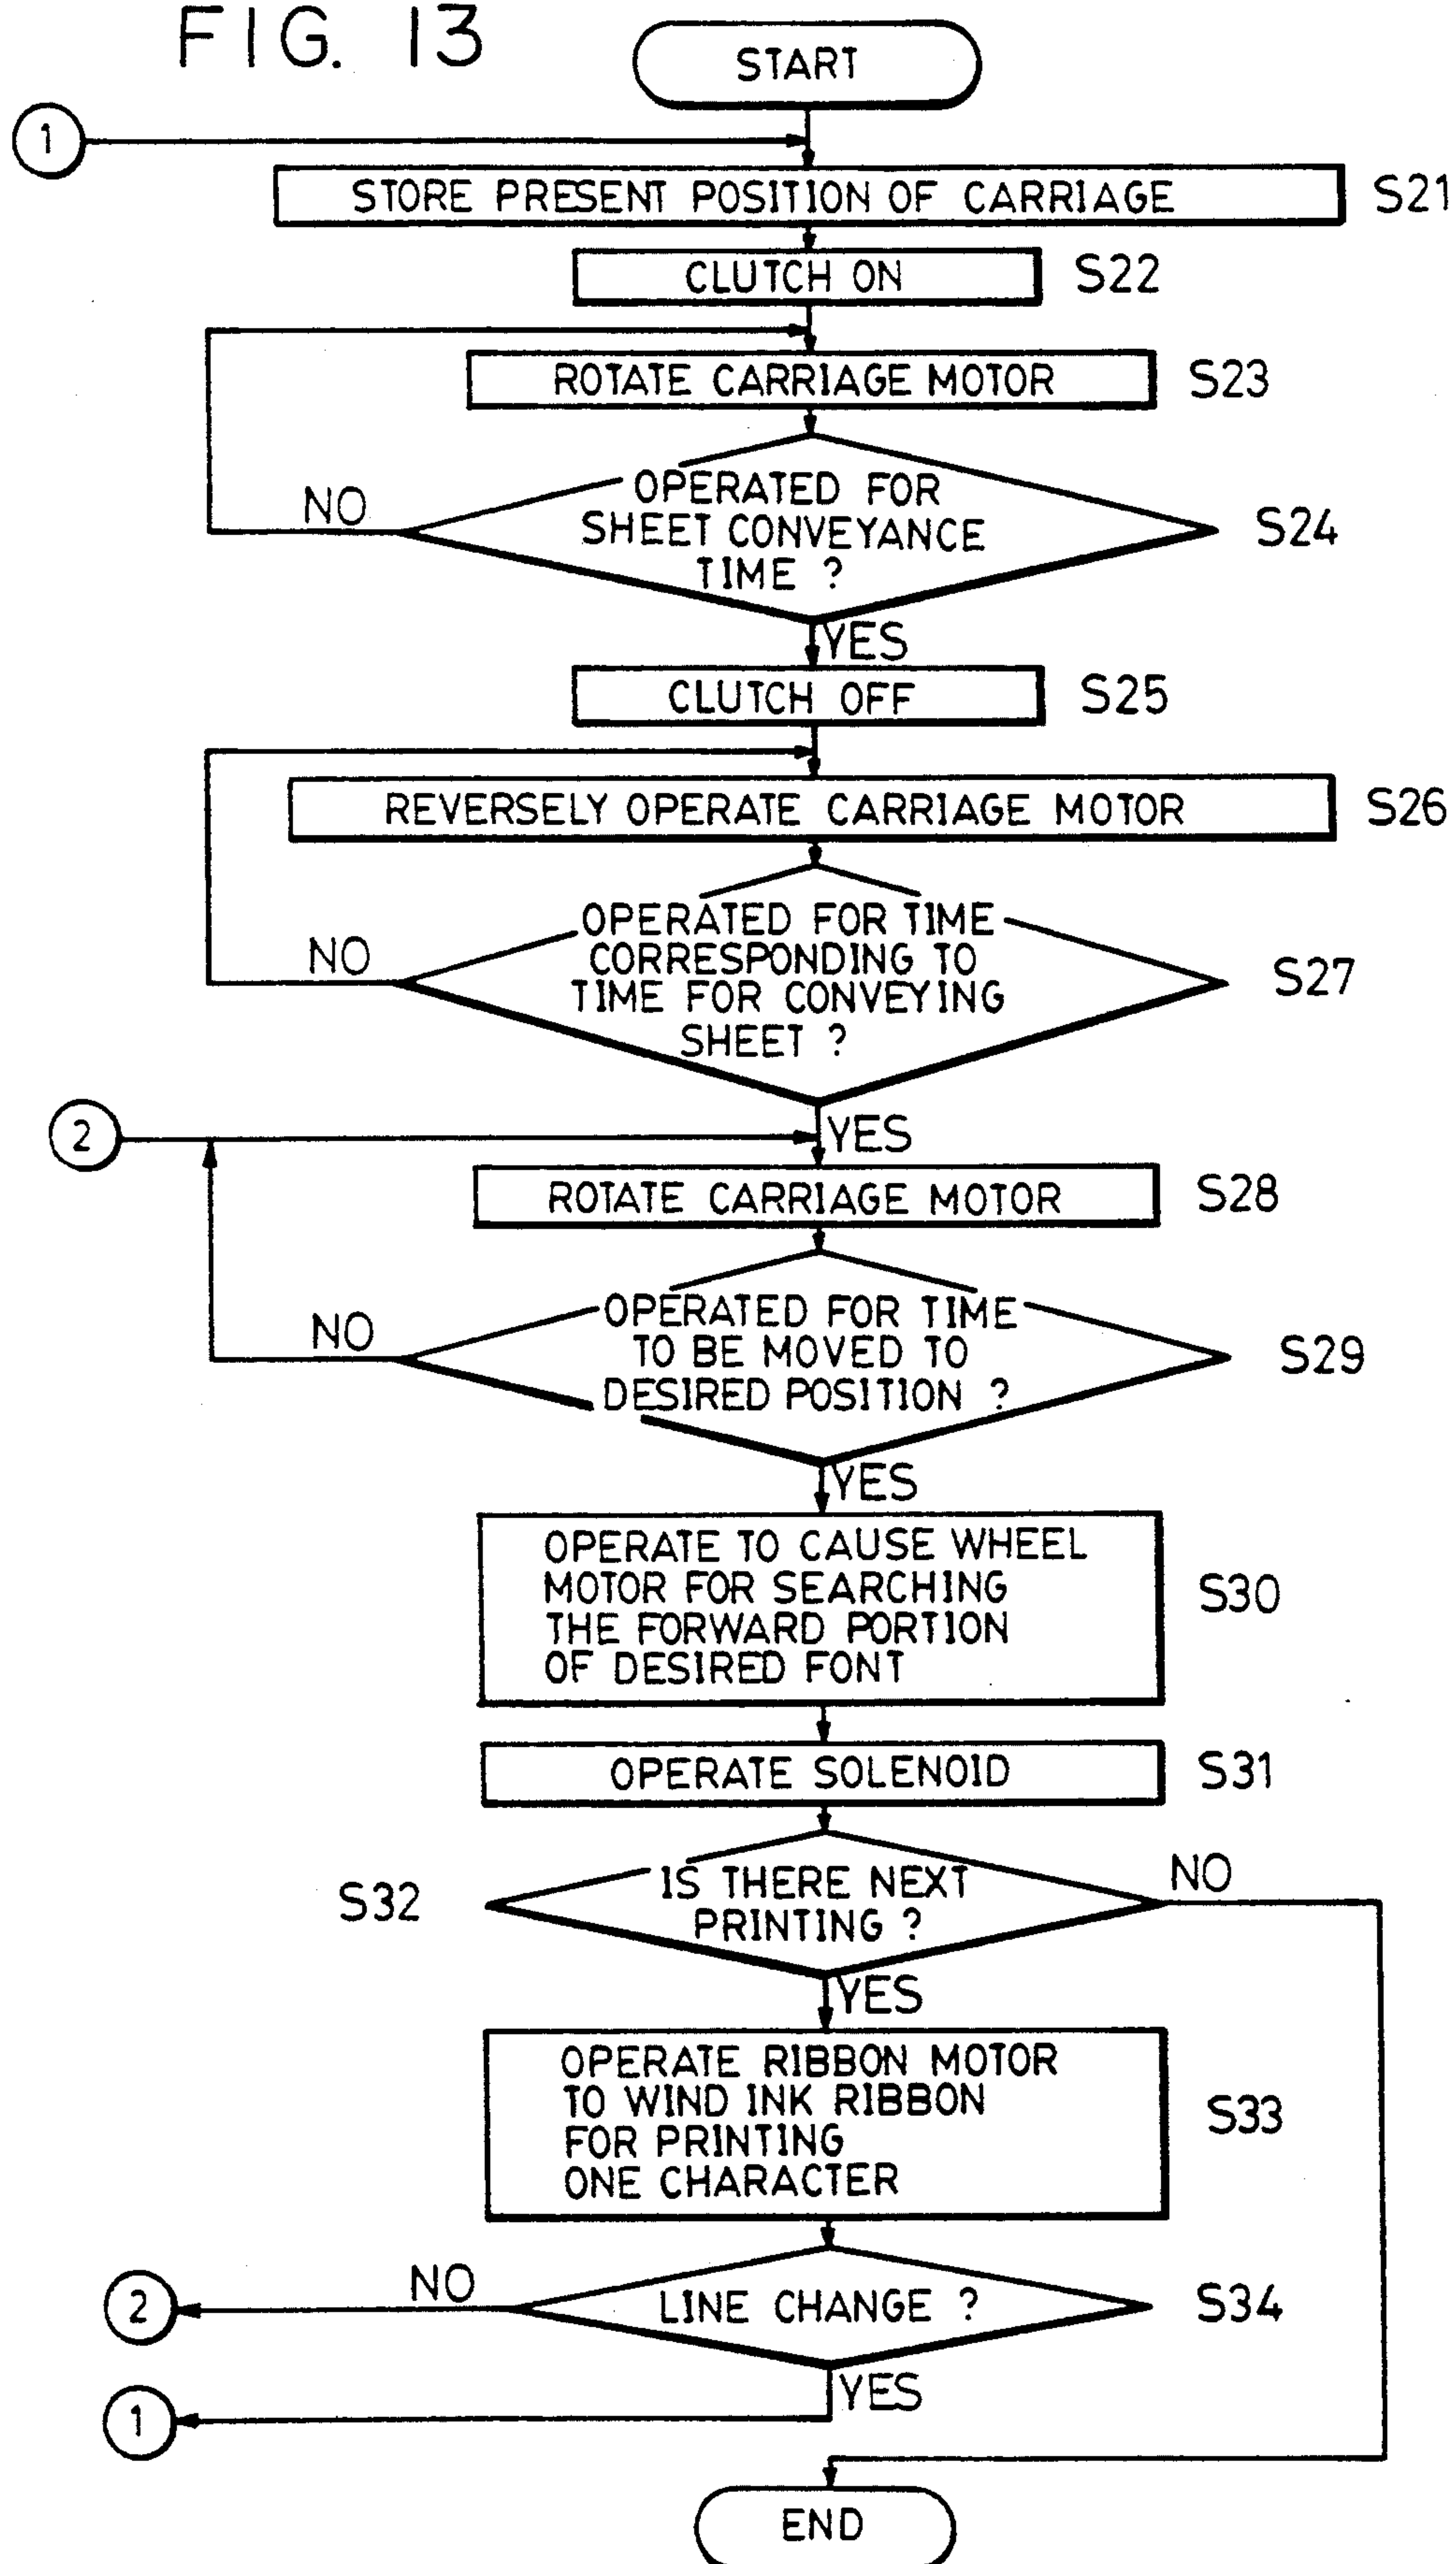 FIG. 13
START
1
STORE PRESENT POSITION OF CARRIAGE
S21
CLUTCH ON
S22
ROTATE CARRIAGE MOTOR
S23
OPERATED FOR
SHEET CONVEYANCE
TIME ?
NO
S24
YES
CLUTCH OFF
S25
REVERSELY OPERATE CARRIAGE MOTOR
S26
OPERATED FOR TIME
CORRESPONDING TO
TIME FOR CONVEYING
SHEET ?
NO
S27
2
YES
ROTATE CARRIAGE MOTOR
S28
OPERATED FOR TIME
TO BE MOVED TO
DESIRED POSITION ?
NO
S29
YES
OPERATE TO CAUSE WHEEL
MOTOR FOR SEARCHING
THE FORWARD PORTION
OF DESIRED FONT
S30
OPERATE SOLENOID
S31
S32
IS THERE NEXT
PRINTING ?
NO
YES
OPERATE RIBBON MOTOR
TO WIND INK RIBBON
FOR PRINTING
ONE CHARACTER
S33
2
NO
LINE CHANGE ?
S34
YES
1
END